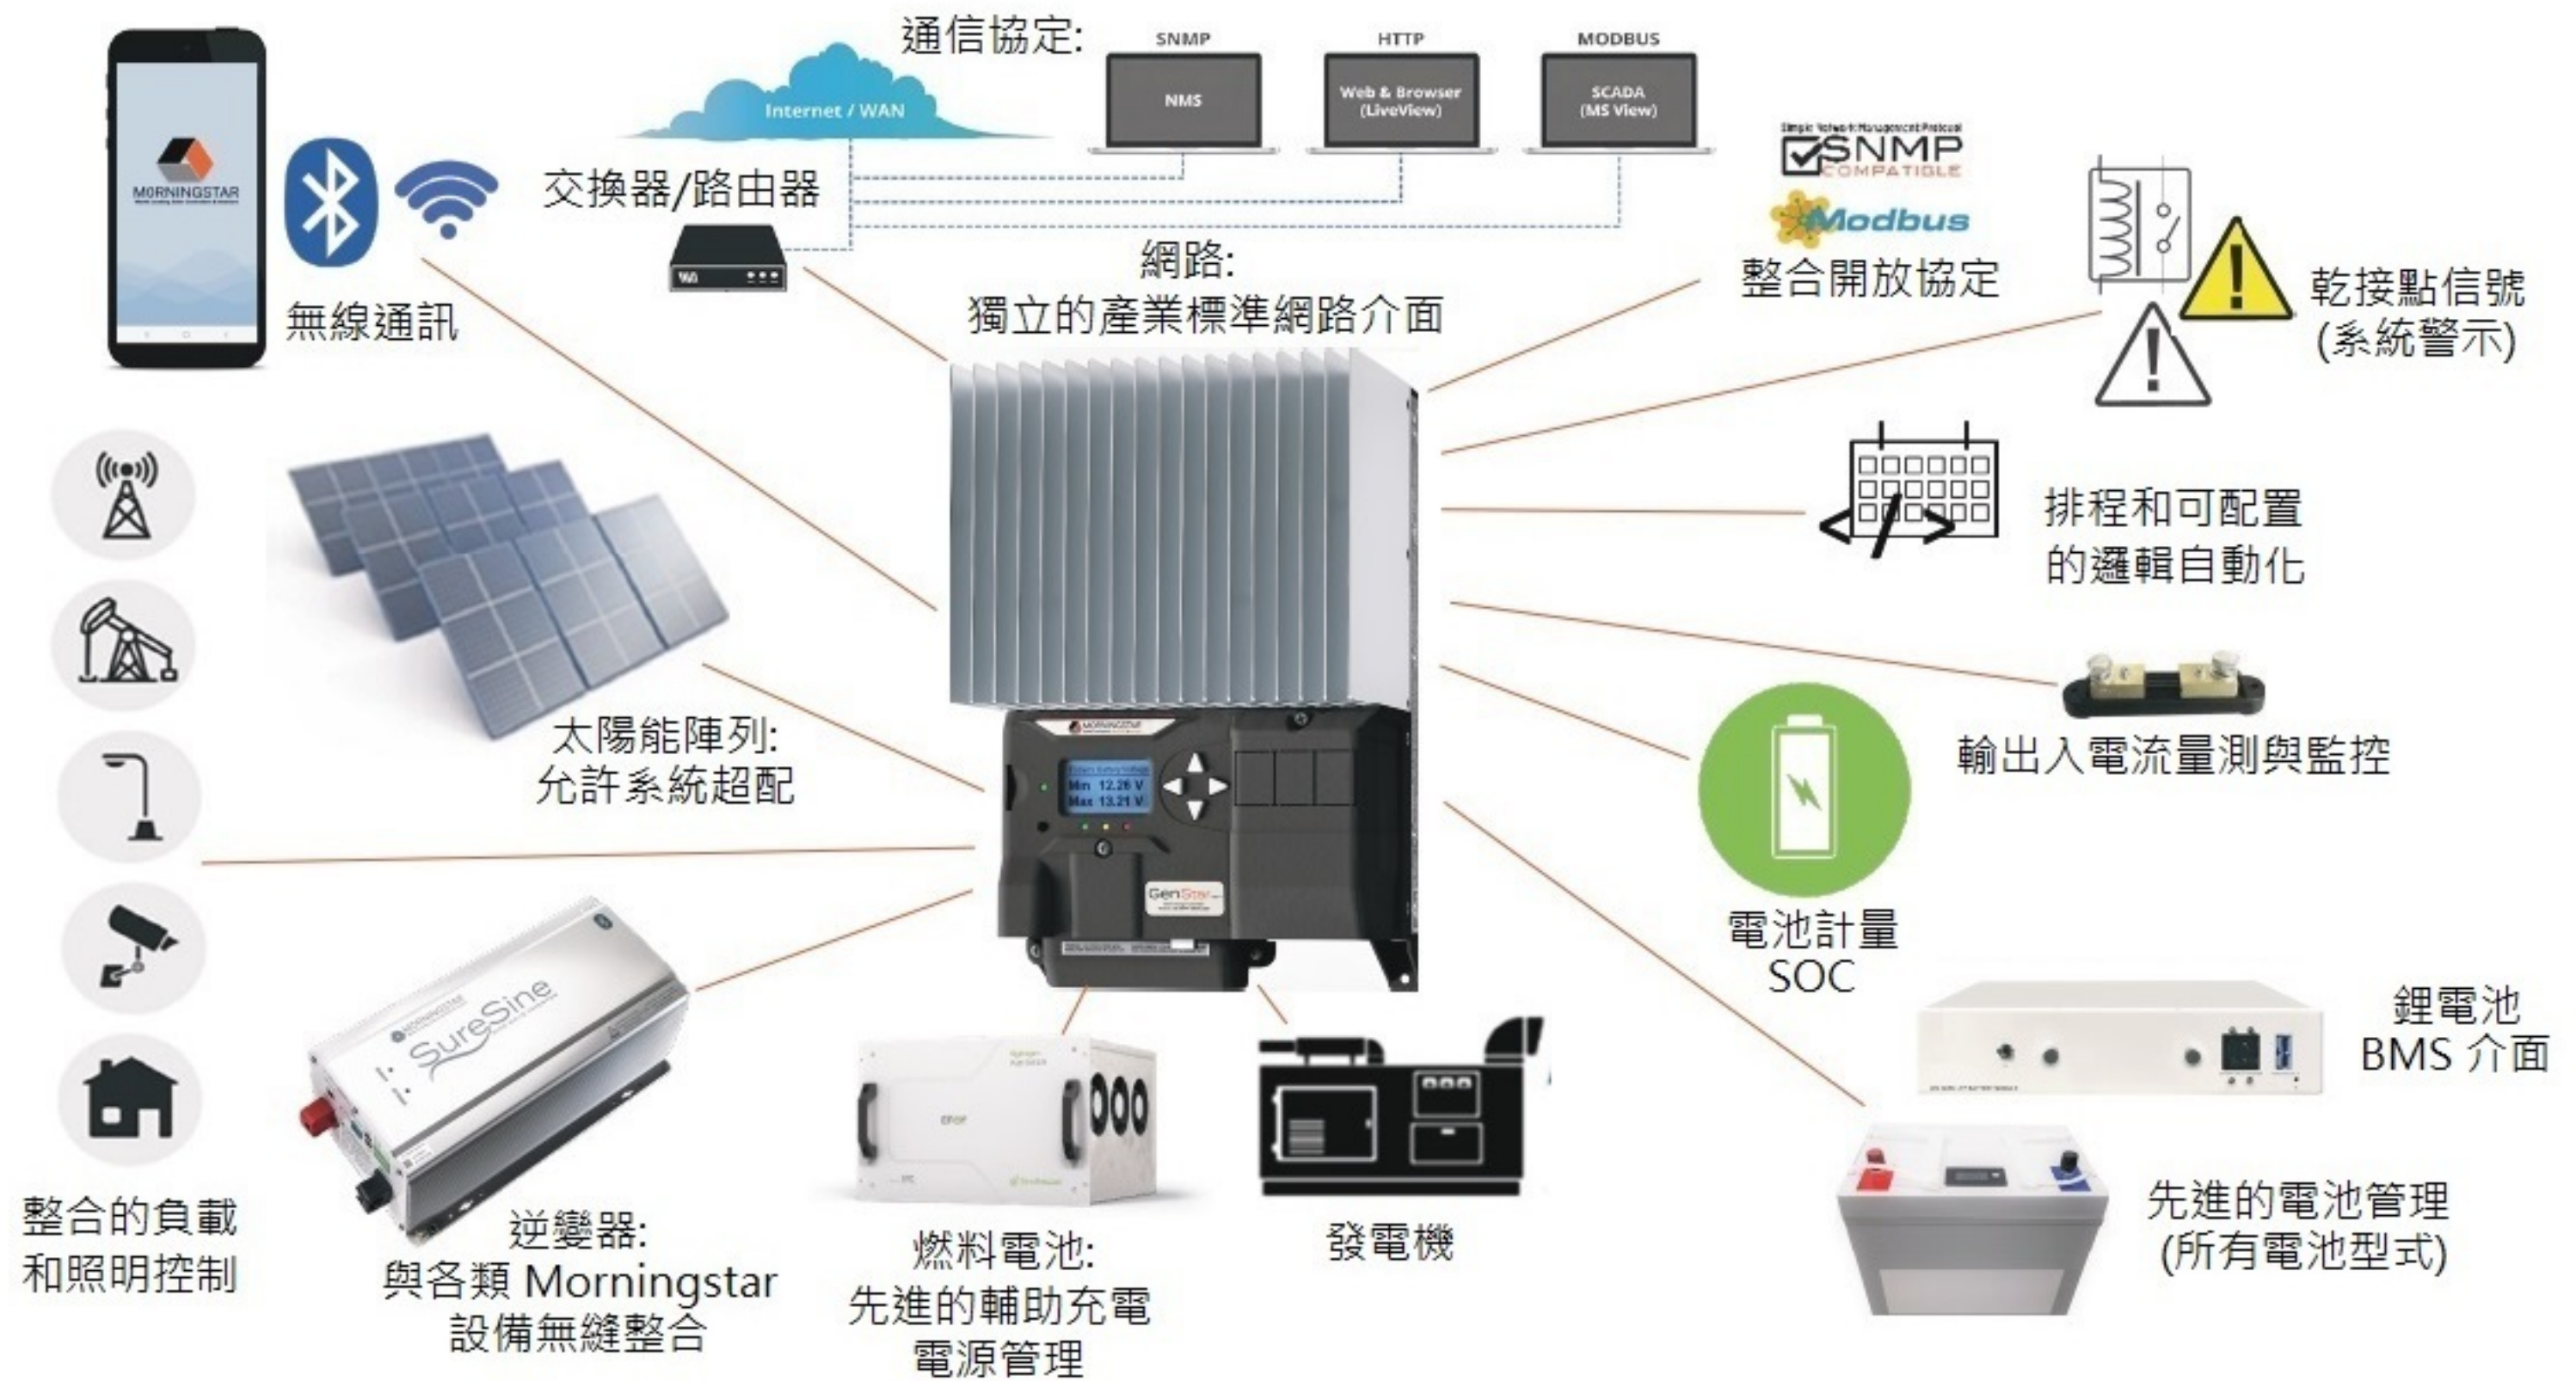 通信協定:
SNMP
HTTP
MODBUS
NMS
Web & Browser
(LiveView)
SCADA
(MS View)
Internet / WAN
MORNINGSTAR
無線通訊
交換器/路由器
網路:
獨立的產業標準網路介面
Simple Network Management Protocol
SNMP
COMPATIBLE
Modbus
整合開放協定
乾接點信號
(系統警示)
排程和可配置
的邏輯自動化
輸出入電流量測與監控
太陽能陣列:
允許系統超配
MORNINGSTAR
Min 12.26 V
Max 13.21 V
GenStar
電池計量
SOC
鋰電池
BMS 介面
先進的電池管理
(所有電池型式)
整合的負載
和照明控制
MORNINGSTAR
SureSine
逆變器:
與各類 Morningstar
設備無縫整合
燃料電池:
先進的輔助充電
電源管理
發電機